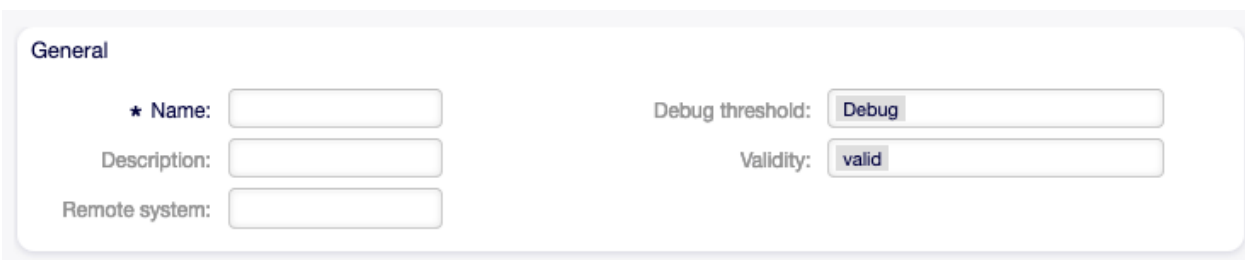 General
★ Name:
Debug threshold: Debug
Description:
Validity: valid
Remote system: